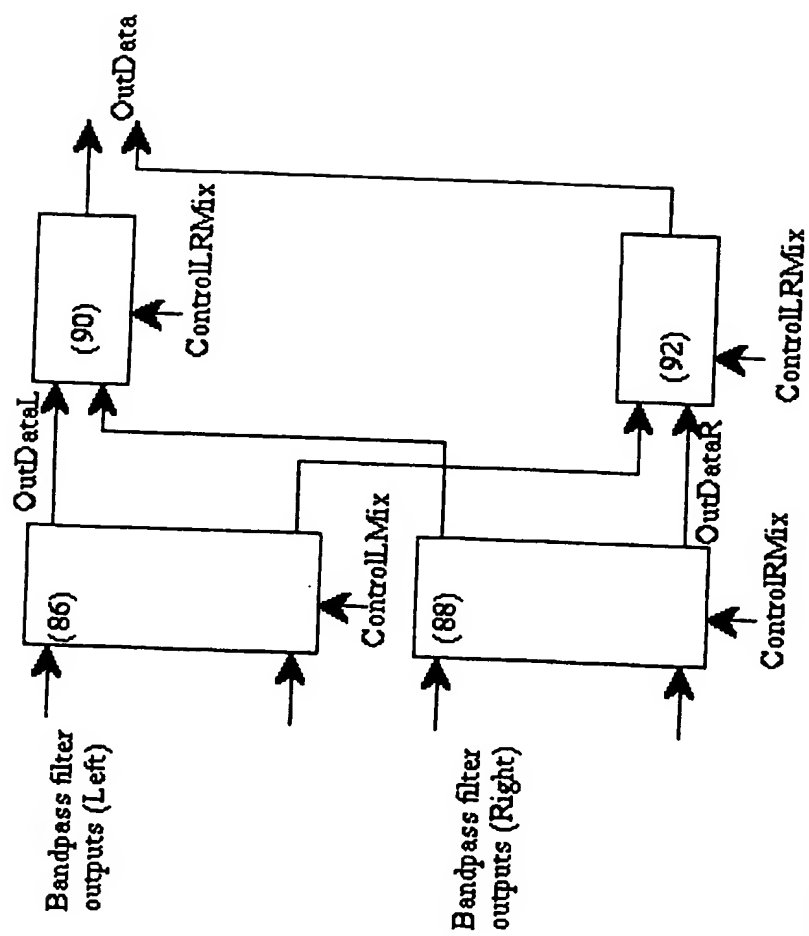 Bandpass filter
outputs (Left)
(86)
ControlLMix
OutDataL
(90)
ControlLRMix
OutData
Bandpass filter
outputs (Right)
(88)
ControlRMix
OutDataR
(92)
ControlLRMix